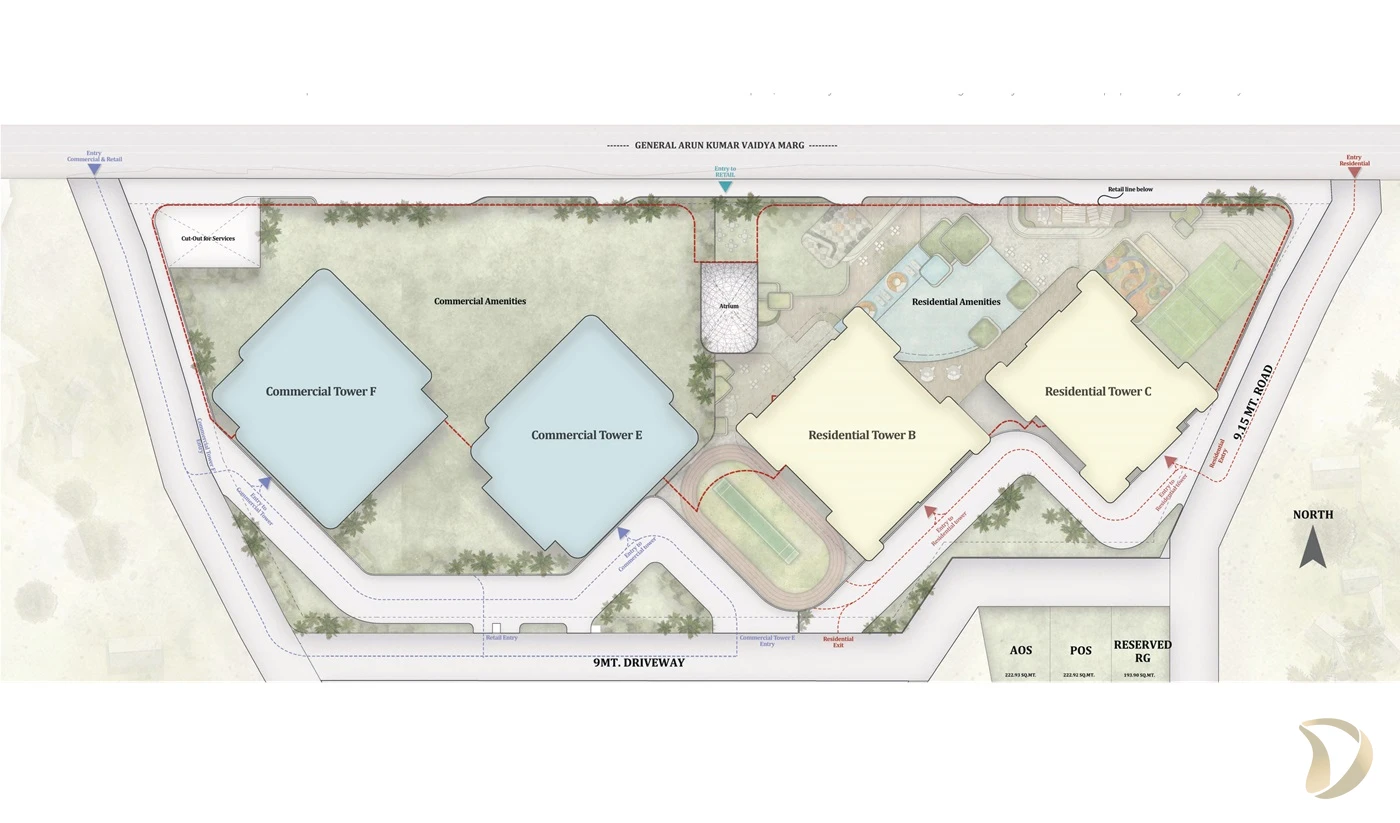 GENERAL ARUN KUMAR VAIDYA MARG
Entry
Commercial & Retail
Entry to
RETAIL
Entry
Residential
Retail line below
Cut-Out for Services
Commercial Amenities
Atrium
Residential Amenities
Commercial Tower F
Commercial Tower E
Residential Tower B
Residential Tower C
9.15 MT. ROAD
Residential
Entry
Entry to
Commercial Tower
Entry to
Commercial tower
Entry to
Residential tower
Entry to
Residential tower
NORTH
Retail Entry
Commercial Tower E
Entry
Residential
Exit
9MT. DRIVEWAY
AOS
POS
RESERVED
RG
222.93 SQ.MT.
222.92 SQ.MT.
193.90 SQ.MT.